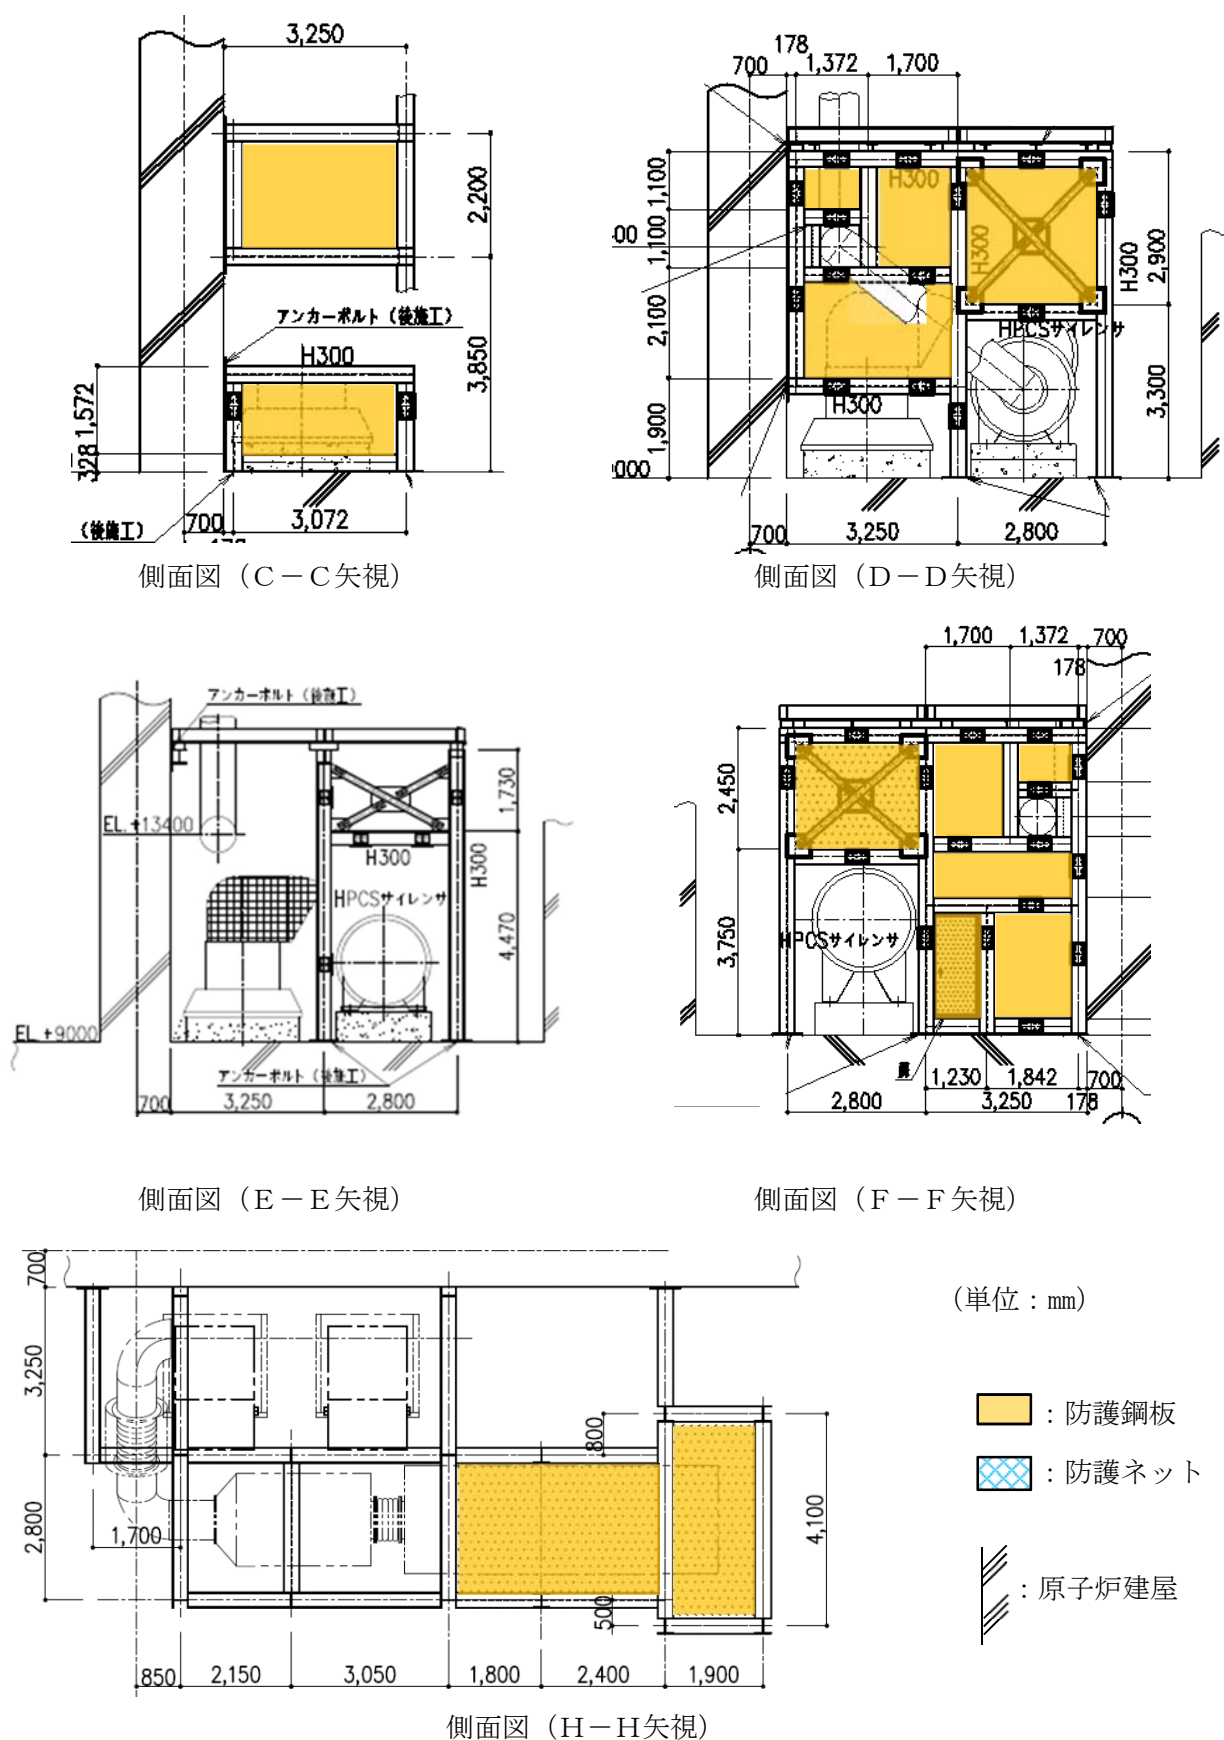 3,250
2,200
アンカーボルト（後施工）
H300
3,850
1,572
328
（後施工）
700
3,072
側面図（Ｃ－Ｃ矢視）
178
700
1,372
1,700
1,100
H300
2,900
H300
H300
00
1,100
2,100
HPCSサイレンサ
3,300
H300
1,900
000
700
3,250
2,800
側面図（Ｄ－Ｄ矢視）
アンカーボルト（後施工）
1,730
EL.+13400
H300
H300
HPCSサイレンサ
4,470
EL.+9000
アンカーボルト（後施工）
700
3,250
2,800
側面図（Ｅ－Ｅ矢視）
1,700
1,372
700
178
2,450
3,750
HPCSサイレンサ
扉
1,230
1,842
700
2,800
3,250
178
側面図（Ｆ－Ｆ矢視）
700
3,250
800
2,800
1,700
4,100
500
850
2,150
3,050
1,800
2,400
1,900
側面図（Ｈ－Ｈ矢視）
（単位：㎜）
：防護鋼板
：防護ネット
：原子炉建屋